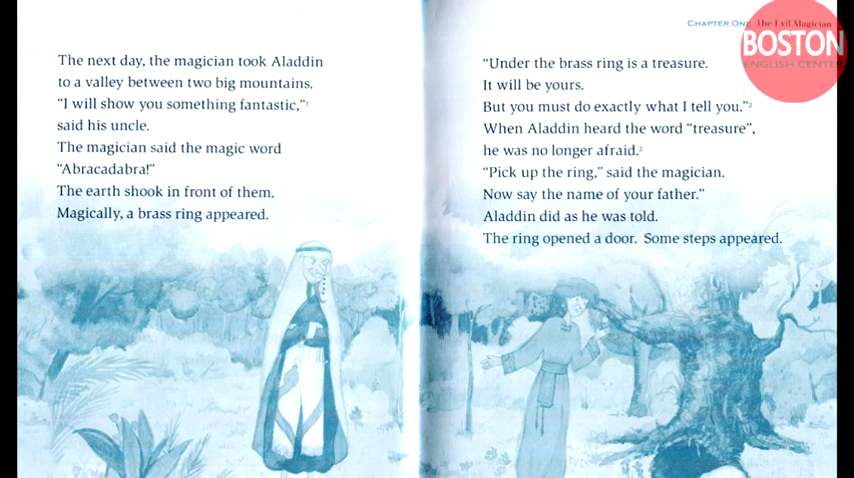 The next day, the magician took Aladdin
to a valley between two big mountains.
“I will show you something fantastic,”1
said his uncle.
The magician said the magic word
“Abracadabra!”
The earth shook in front of them.
Magically, a brass ring appeared.
CHAPTER ONE The Evil Magician
BOSTON
ENGLISH CENTER
“Under the brass ring is a treasure.
It will be yours.
But you must do exactly what I tell you.”2
When Aladdin heard the word “treasure”,
he was no longer afraid.3
“Pick up the ring,” said the magician.
Now say the name of your father.”
Aladdin did as he was told.
The ring opened a door. Some steps appeared.